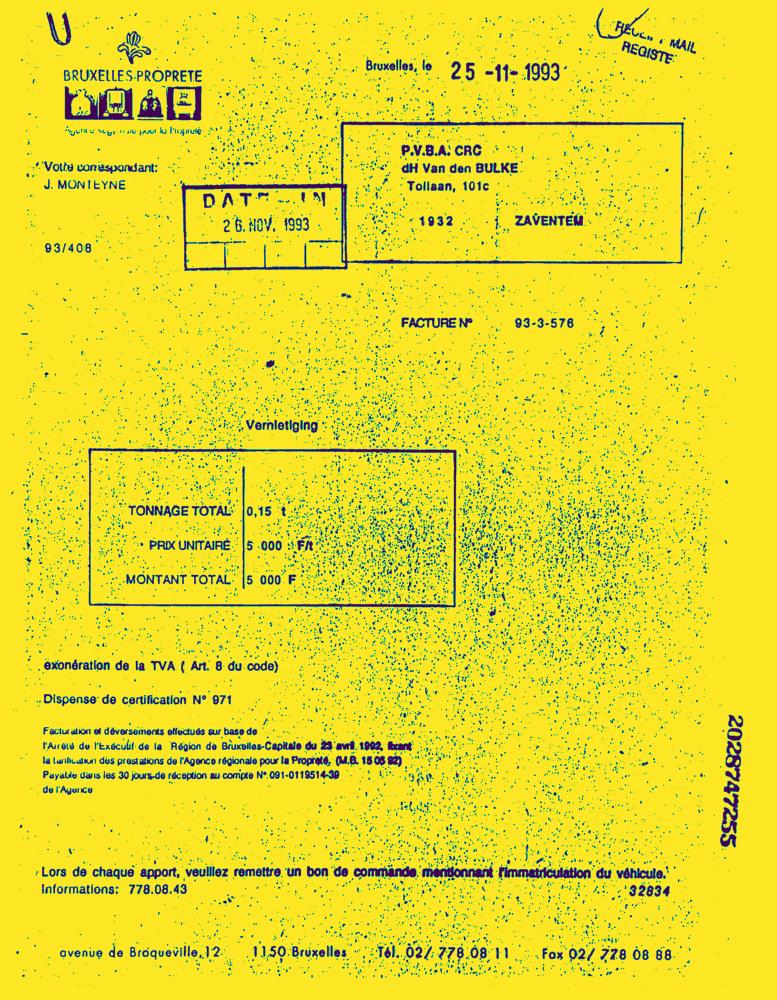 U
REGISTE MAIL
BRUXELLES-PROPRETE
Bruxelles, le 25 -11- 1993
pour la Propreté
P.V.B.A. CRC
dH Van den BULKE
Tollaan, 101c
1932 ZAVENTEM
Votre correspondant:
J. MONTEYNE
26. NOV. 1993
93/408
FACTURE N° 93-3-576
Vernietiging
TONNAGE TOTAL 0,15 t
PRIX UNITAIRE 5 000 F/t
MONTANT TOTAL 5 000 F
exonération de la TVA ( Art. 8 du code)
Dispense de certification N° 971
Facturation et déversements effectués sur base de
l'Arrêté de l'Exécutif de la Région de Bruxelles-Capitale du 23 avril 1992, fixant
la tarification des prestations de l'Agence régionale pour la Propreté, (M.B. 15 05 92)
Payable dans les 30 jours de réception au compte N° 091-0119514-39
de l'Agence
2028747255
Lors de chaque apport, veuillez remettre un bon de commande mentionnant l'immatriculation du véhicule.
Informations: 778.08.43 32834
avenue de Broqueville, 12 1150 Bruxelles Tél. 02/ 778 08 11 Fax 02/ 778 08 88